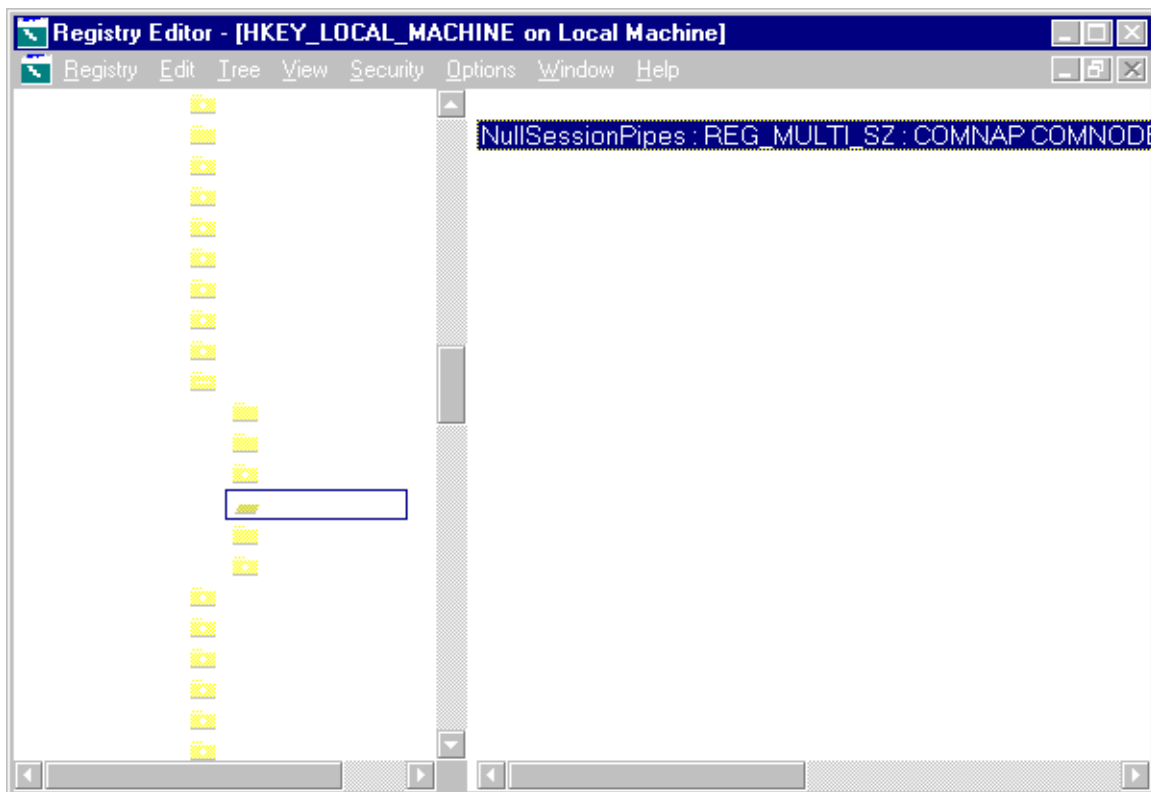 Registry Editor - [HKEY_LOCAL_MACHINE on Local Machine]
Registry Edit Tree View Security Options Window Help
NullSessionPipes : REG_MULTI_SZ : COMNAP COMNODE